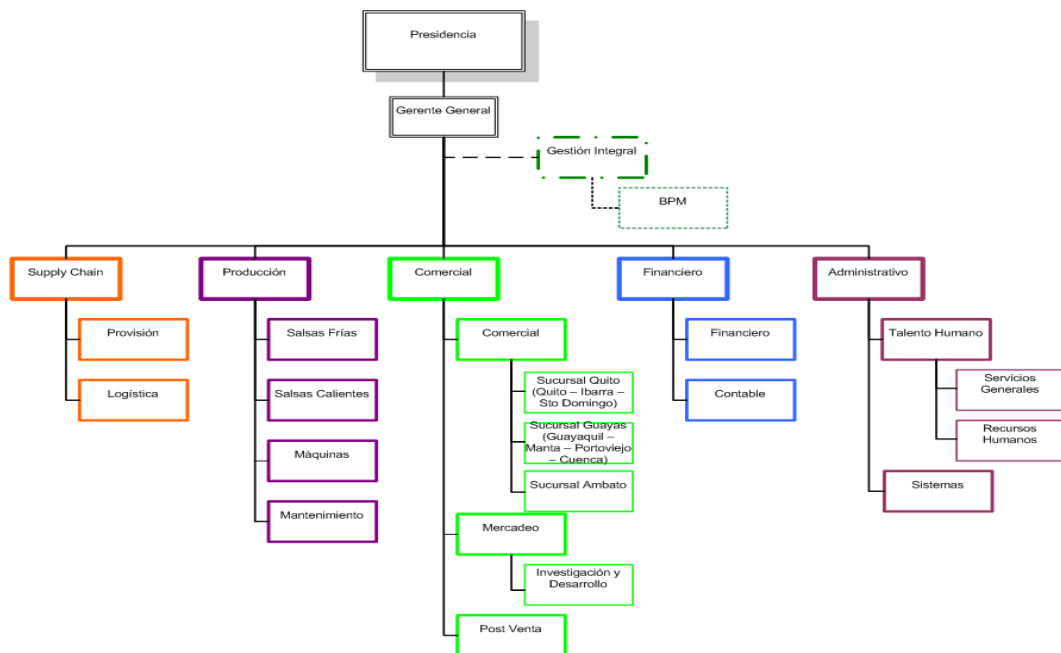 Presidencia
Gerente General
Gestión Integral
BPM
Supply Chain
Producción
Comercial
Financiero
Administrativo
Provisión
Salsas Frías
Comercial
Financiero
Talento Humano
Logística
Salsas Calientes
Sucursal Quito
(Quito – Ibarra –
Sto Domingo)
Contable
Servicios
Generales
Màquinas
Sucursal Guayas
(Guayaquil –
Manta – Portoviejo
– Cuenca)
Recursos
Humanos
Mantenimiento
Sucursal Ambato
Sistemas
Mercadeo
Investigación y
Desarrollo
Post Venta